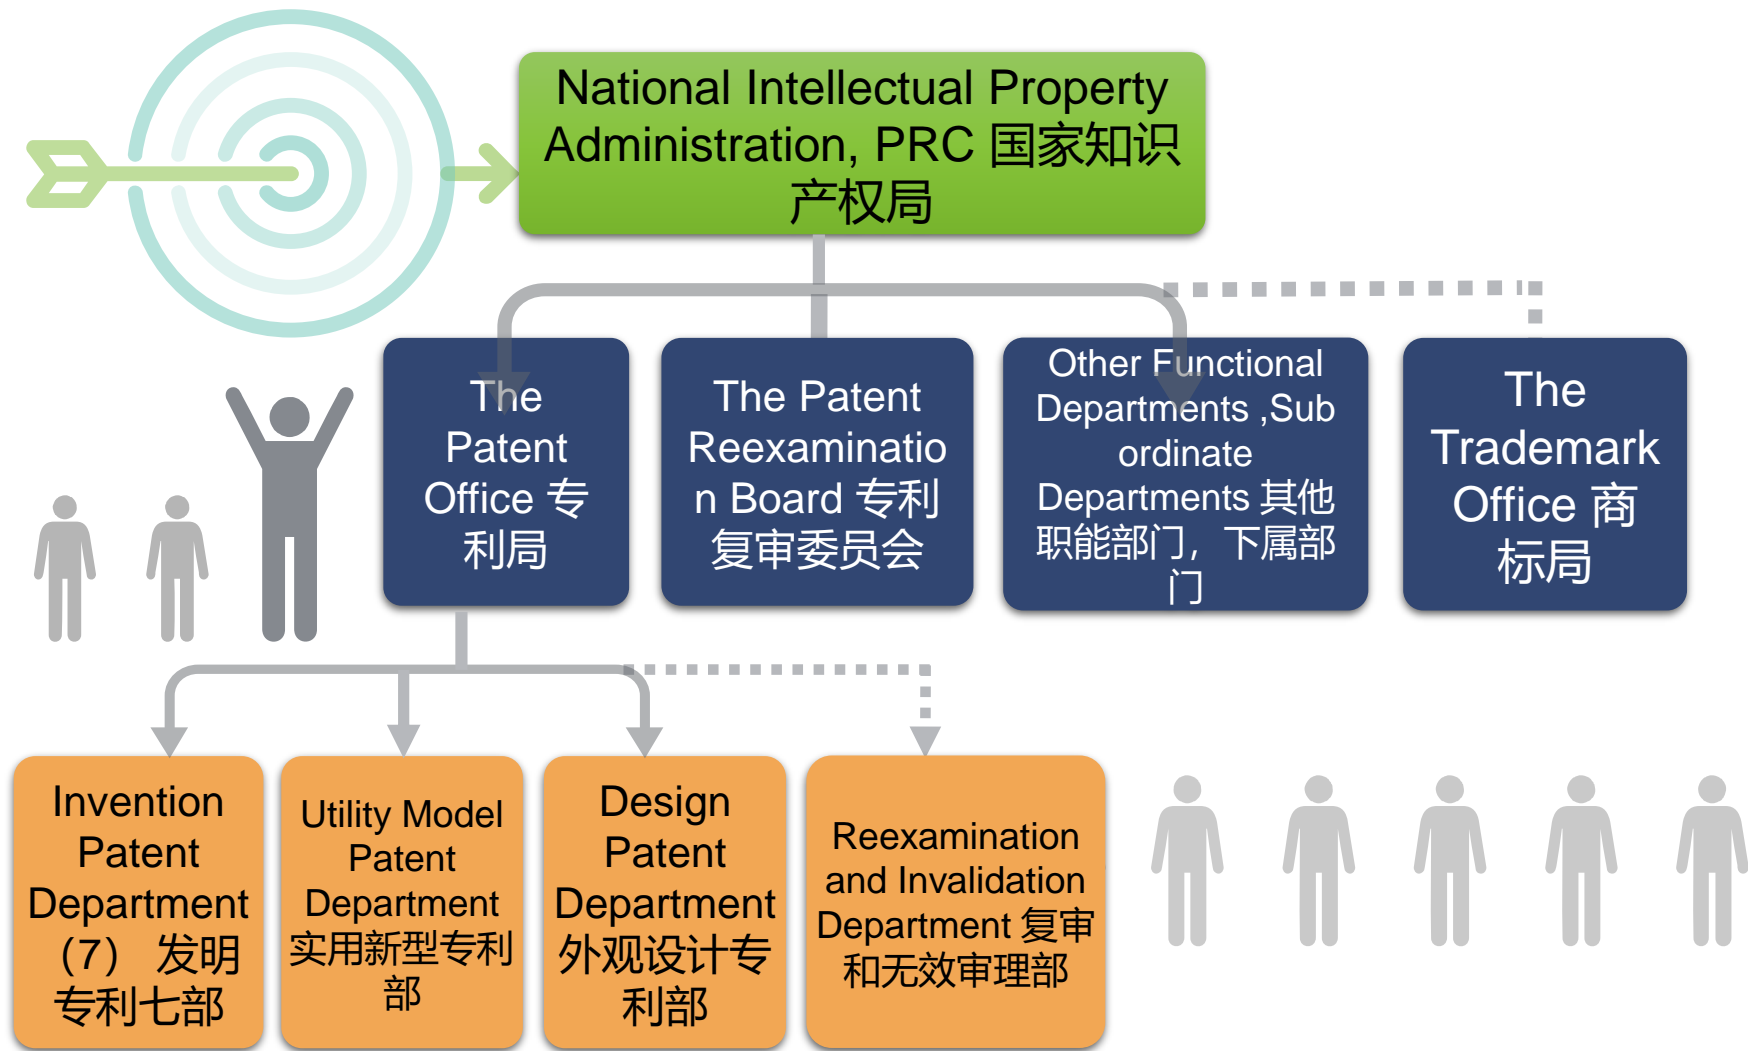 National Intellectual Property
Administration, PRC 国家知识
产权局
The
Patent
Office 专
利局
The Patent
Reexaminatio
n Board 专利
复审委员会
Other Functional
Departments ,Sub
ordinate
Departments 其他
职能部门，下属部
门
The
Trademark
Office 商
标局
Invention
Patent
Department
（7） 发明
专利七部
Utility Model
Patent
Department
实用新型专利
部
Design
Patent
Department
外观设计专
利部
Reexamination
and Invalidation
Department 复审
和无效审理部